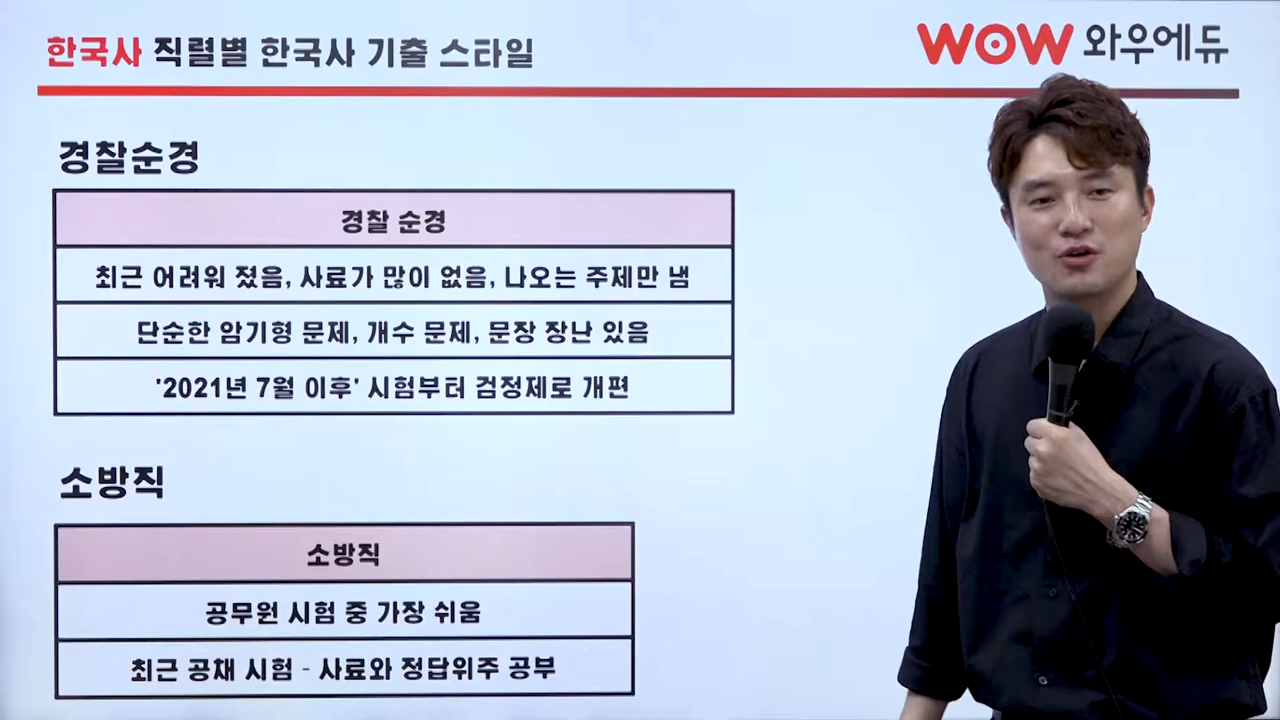 한국사 직렬별 한국사 기출 스타일
WOW 와우에듀
경찰순경
경찰 순경
최근 어려워 졌음, 사료가 많이 없음, 나오는 주제만 냄
단순한 암기형 문제, 개수 문제, 문장 장난 있음
'2021년 7월 이후' 시험부터 검정제로 개편
소방직
소방직
공무원 시험 중 가장 쉬움
최근 공채 시험 - 사료와 정답위주 공부